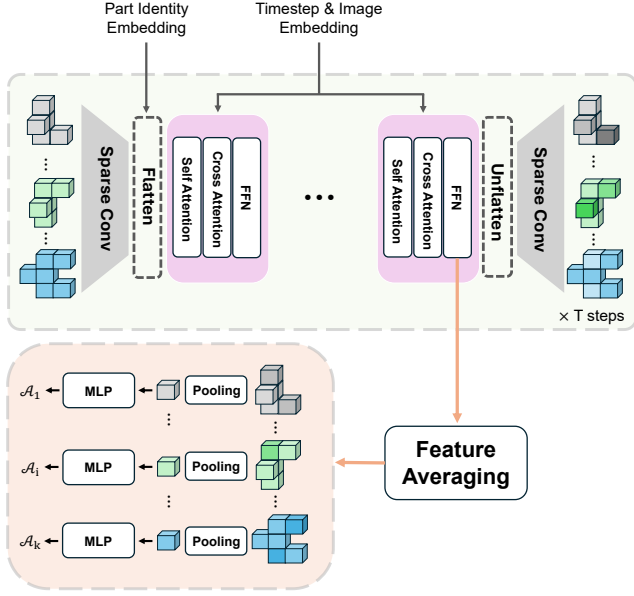 Part Identity
Embedding
Timestep & Image
Embedding
Sparse Conv
Flatten
Self Attention
Cross Attention
FFN
...
Self Attention
Cross Attention
FFN
Unflatten
Sparse Conv
× T steps
𝒜1
MLP
Pooling
𝒜i
MLP
Pooling
𝒜k
MLP
Pooling
Feature
Averaging